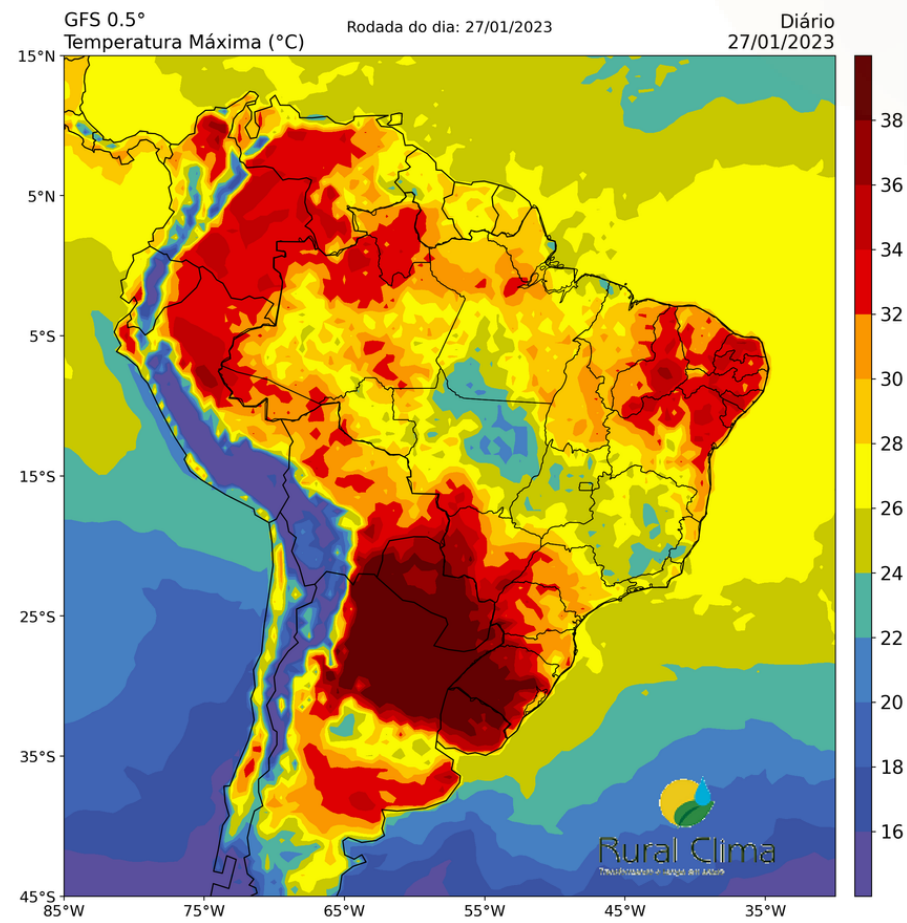 GFS 0.5°
Temperatura Máxima (°C)
Rodada do dia: 27/01/2023
Diário
27/01/2023
15°N
5°N
5°S
15°S
25°S
35°S
45°S
85°W
75°W
65°W
55°W
45°W
35°W
38
36
34
32
30
28
26
24
22
20
18
16
Rural Clima